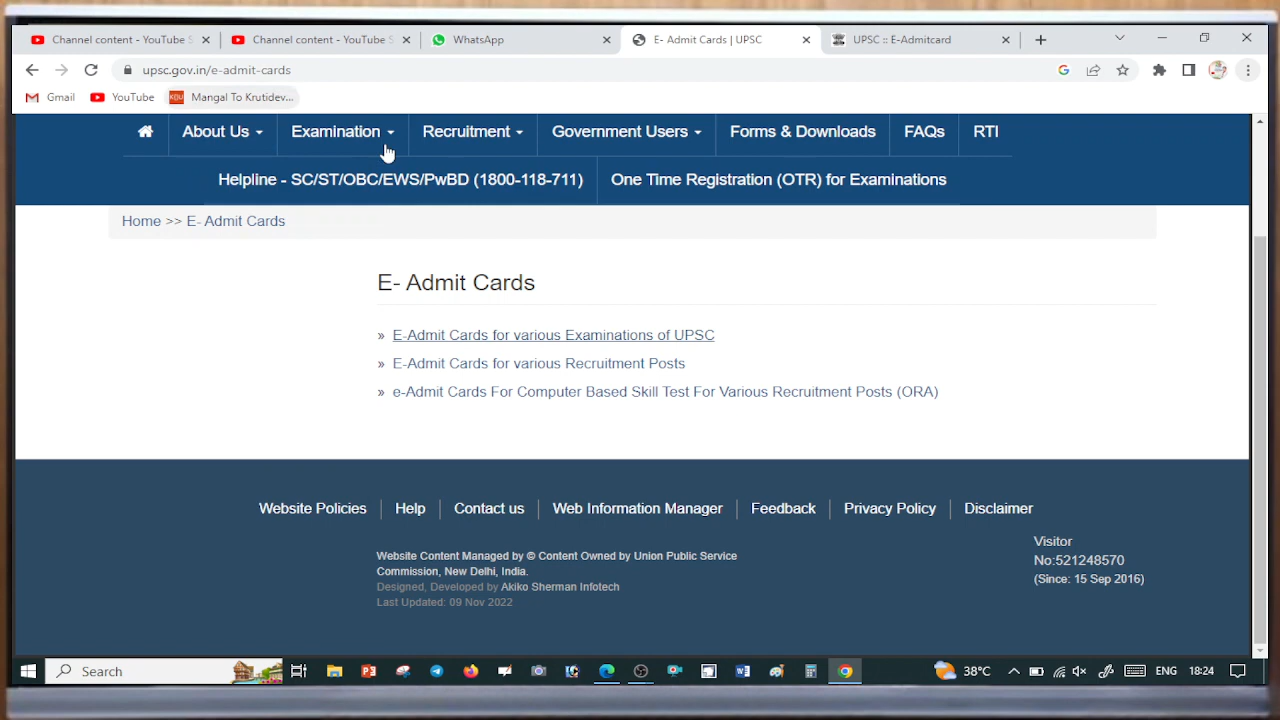 Channel content - YouTube S
Channel content - YouTube S
WhatsApp
E- Admit Cards | UPSC
UPSC :: E-Admitcard
upsc.gov.in/e-admit-cards
Gmail
YouTube
Mangal To Krutidev...
About Us
Examination
Recruitment
Government Users
Forms & Downloads
FAQs
RTI
Helpline - SC/ST/OBC/EWS/PwBD (1800-118-711)
One Time Registration (OTR) for Examinations
Home >> E- Admit Cards
E- Admit Cards
» E-Admit Cards for various Examinations of UPSC
» E-Admit Cards for various Recruitment Posts
» e-Admit Cards For Computer Based Skill Test For Various Recruitment Posts (ORA)
Website Policies
Help
Contact us
Web Information Manager
Feedback
Privacy Policy
Disclaimer
Website Content Managed by © Content Owned by Union Public Service
Commission, New Delhi, India.
Designed, Developed by Akiko Sherman Infotech
Last Updated: 09 Nov 2022
Visitor
No:521248570
(Since: 15 Sep 2016)
Search
38°C
ENG
18:24